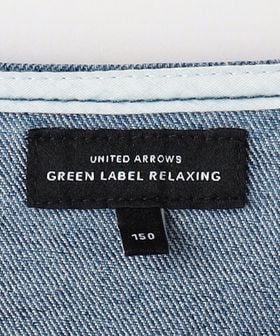 UNITED ARROWS
GREEN LABEL RELAXING
150